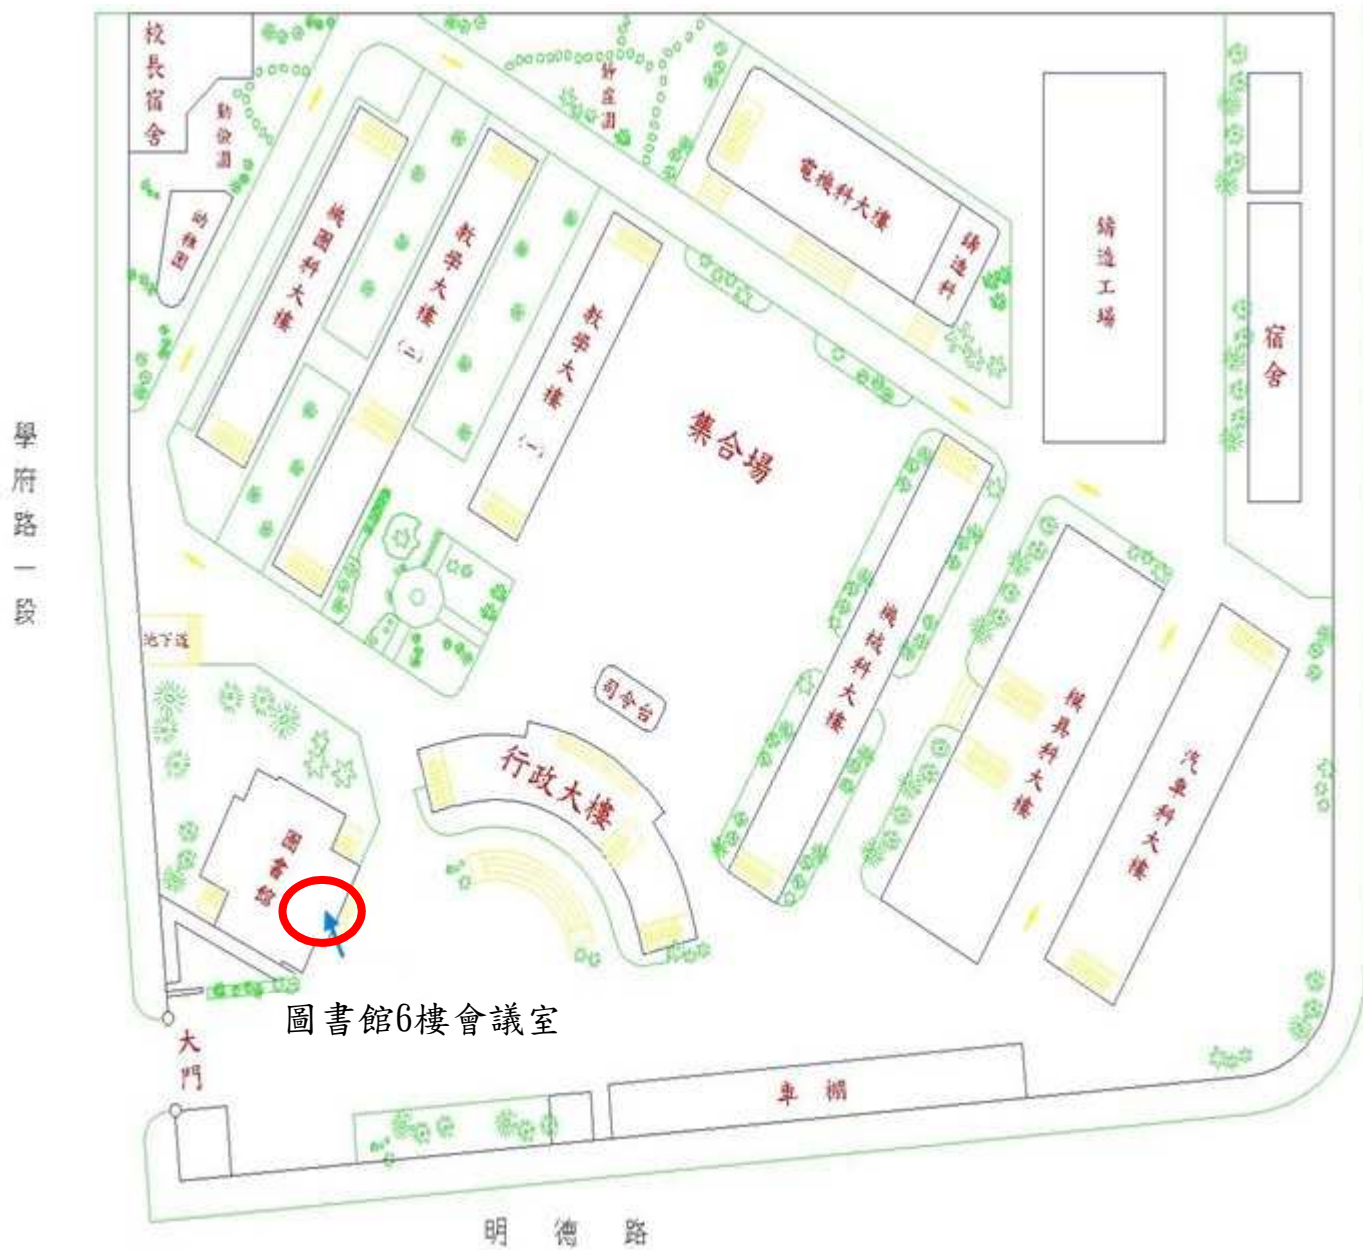 校長宿舍
勤儉園
幼稚園
機圖科大樓
教學大樓
(二)
教學大樓
(一)
電機科大樓
鑄造科
鑄造工場
宿舍
集合場
學府路一段
地下道
司令台
行政大樓
機械科大樓
模具科大樓
汽車科大樓
圖書館
圖書館6樓會議室
大門
車棚
明德路